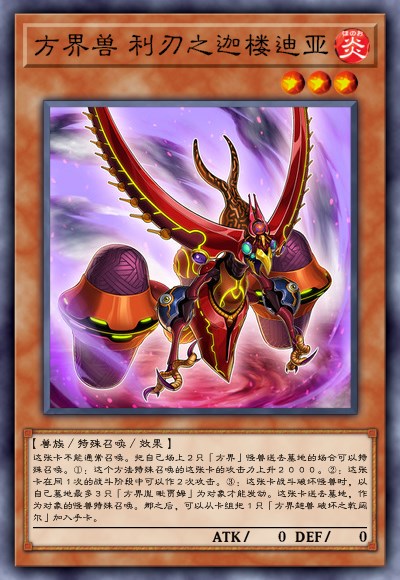 方界兽 利刃之迦楼迪亚
ほのお
炎
【兽族／特殊召唤／效果】
这张卡不能通常召唤。把自己场上２只「方界」怪兽送去墓地的场合可以特
殊召唤。①：这个方法特殊召唤的这张卡的攻击力上升２０００。②：这张
卡在同１次的战斗阶段中可以作２次攻击。③：这张卡战斗破坏怪兽时，以
自己墓地最多３只「方界胤 毗贾姆」为对象才能发动。这张卡送去墓地，作
为对象的怪兽特殊召唤。那之后，可以从卡组把１只「方界超兽 破坏之戟阈
尔」加入手卡。
ATK/ 0 DEF/ 0